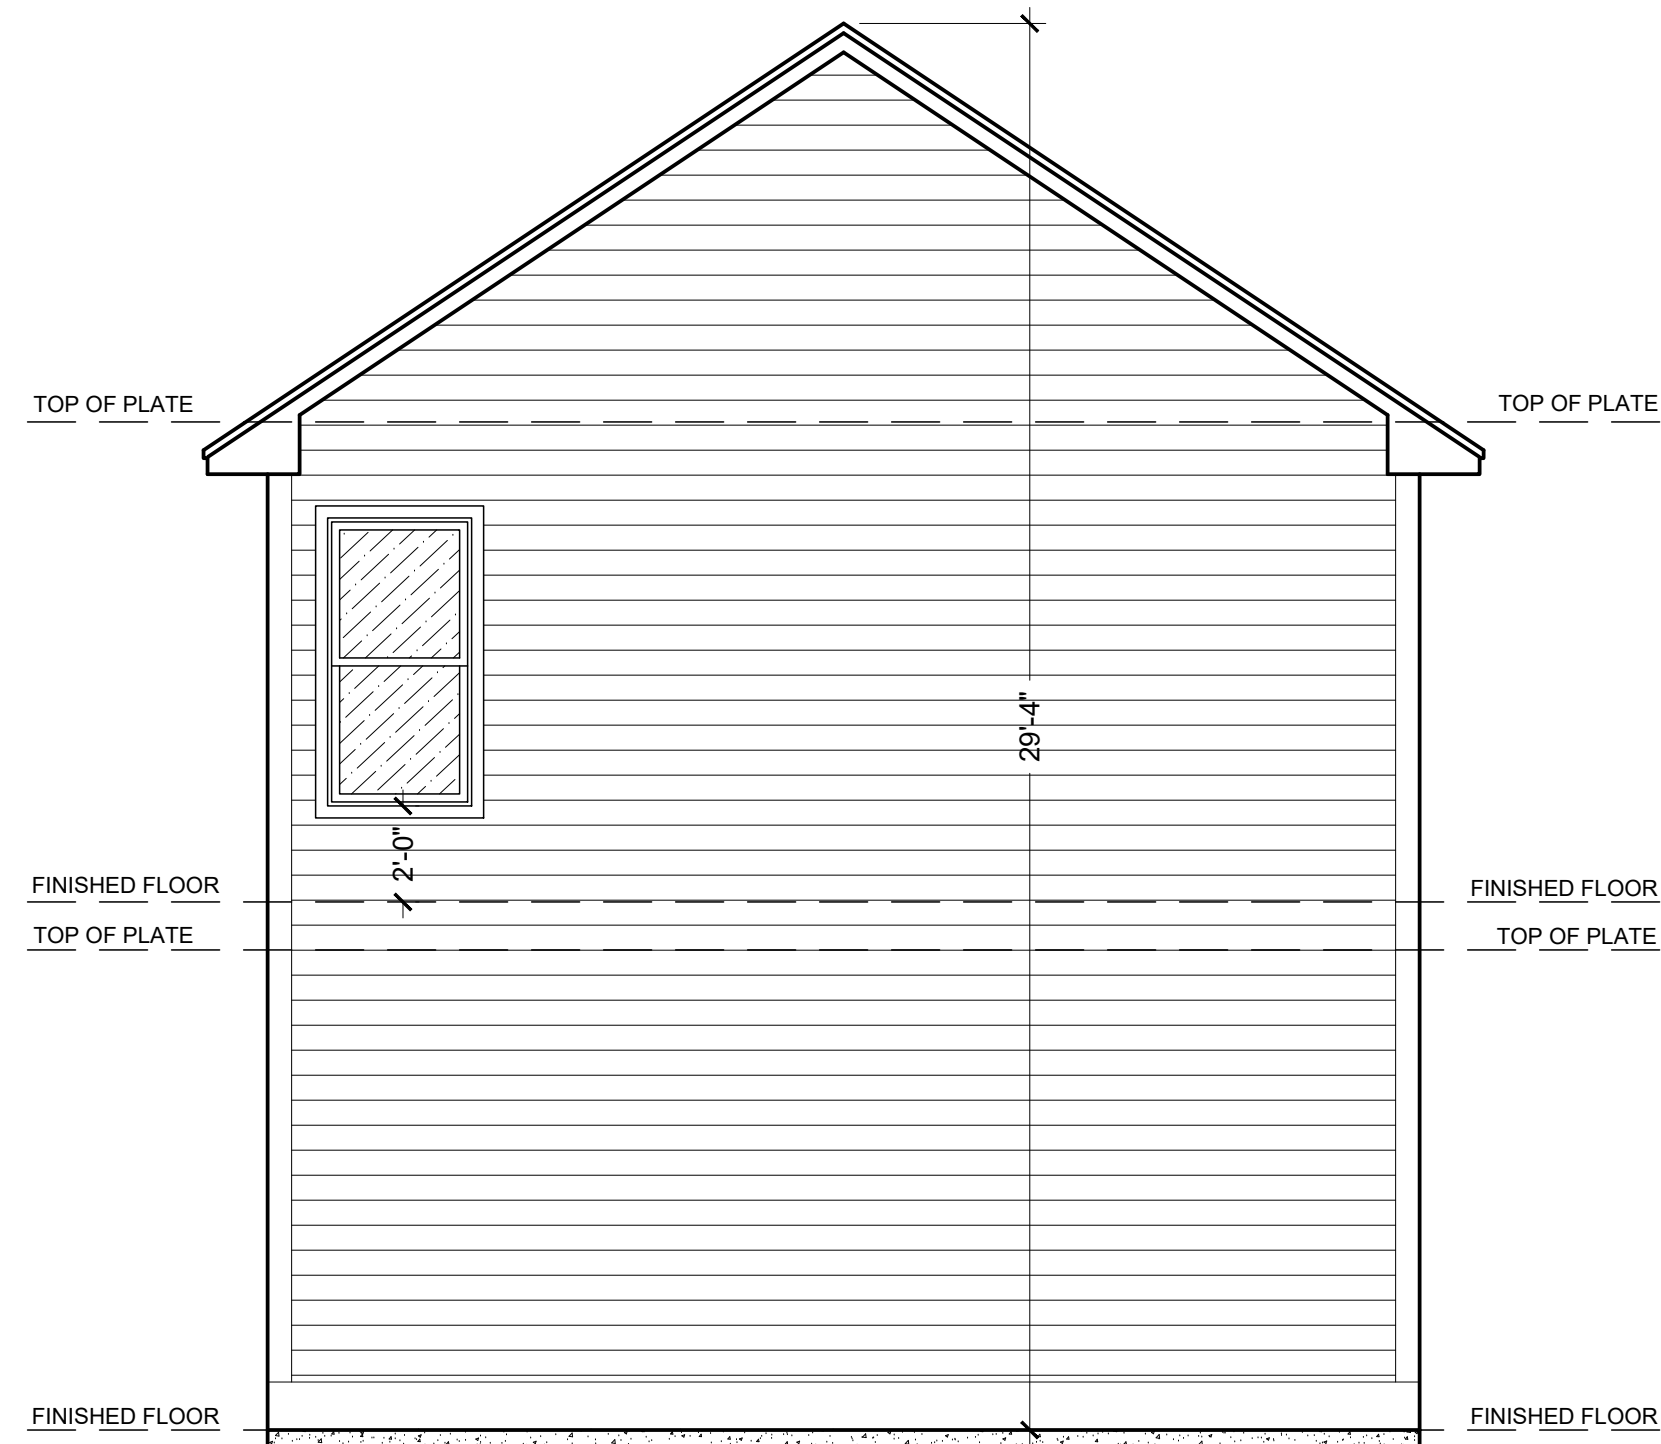 TOP OF PLATE
TOP OF PLATE
29'-4"
2'-0"
FINISHED FLOOR
FINISHED FLOOR
TOP OF PLATE
TOP OF PLATE
FINISHED FLOOR
FINISHED FLOOR